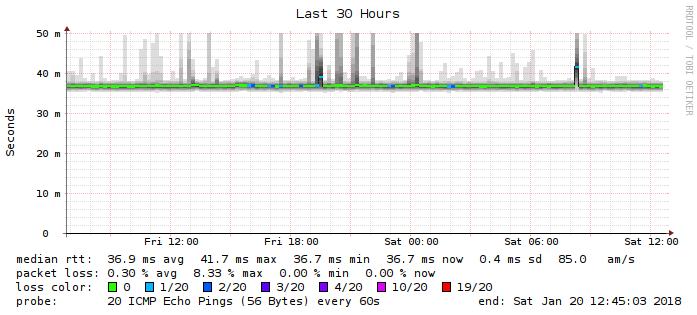 Last 30 Hours
RRDTOOL / TOBI OETIKER
Seconds
50 m
40 m
30 m
20 m
10 m
0
Fri 12:00 Fri 18:00 Sat 00:00 Sat 06:00 Sat 12:00
median rtt: 36.9 ms avg 41.7 ms max 36.7 ms min 36.7 ms now 0.4 ms sd 85.0 am/s
packet loss: 0.30 % avg 8.33 % max 0.00 % min 0.00 % now
loss color: 0 1/20 2/20 3/20 4/20 10/20 19/20
probe: 20 ICMP Echo Pings (56 Bytes) every 60s end: Sat Jan 20 12:45:03 2018